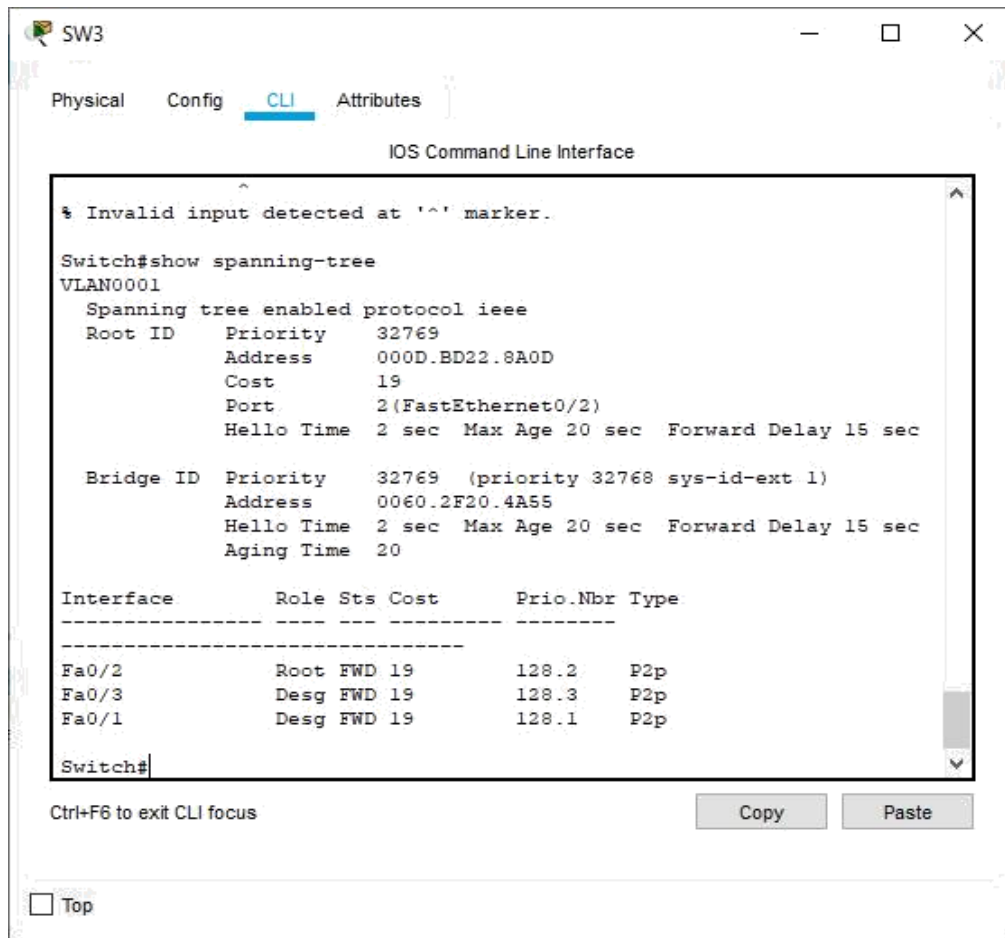 SW3
Physical Config CLI Attributes
IOS Command Line Interface
^
% Invalid input detected at '^' marker.
Switch#show spanning-tree
VLAN0001
Spanning tree enabled protocol ieee
Root ID Priority 32769
Address 000D.BD22.8A0D
Cost 19
Port 2(FastEthernet0/2)
Hello Time 2 sec Max Age 20 sec Forward Delay 15 sec
Bridge ID Priority 32769 (priority 32768 sys-id-ext 1)
Address 0060.2F20.4A55
Hello Time 2 sec Max Age 20 sec Forward Delay 15 sec
Aging Time 20
Interface Role Sts Cost Prio.Nbr Type
---------------- ---- --- --------- --------
--------------------------------
Fa0/2 Root FWD 19 128.2 P2p
Fa0/3 Desg FWD 19 128.3 P2p
Fa0/1 Desg FWD 19 128.1 P2p
Switch#
Ctrl+F6 to exit CLI focus Copy Paste
Top